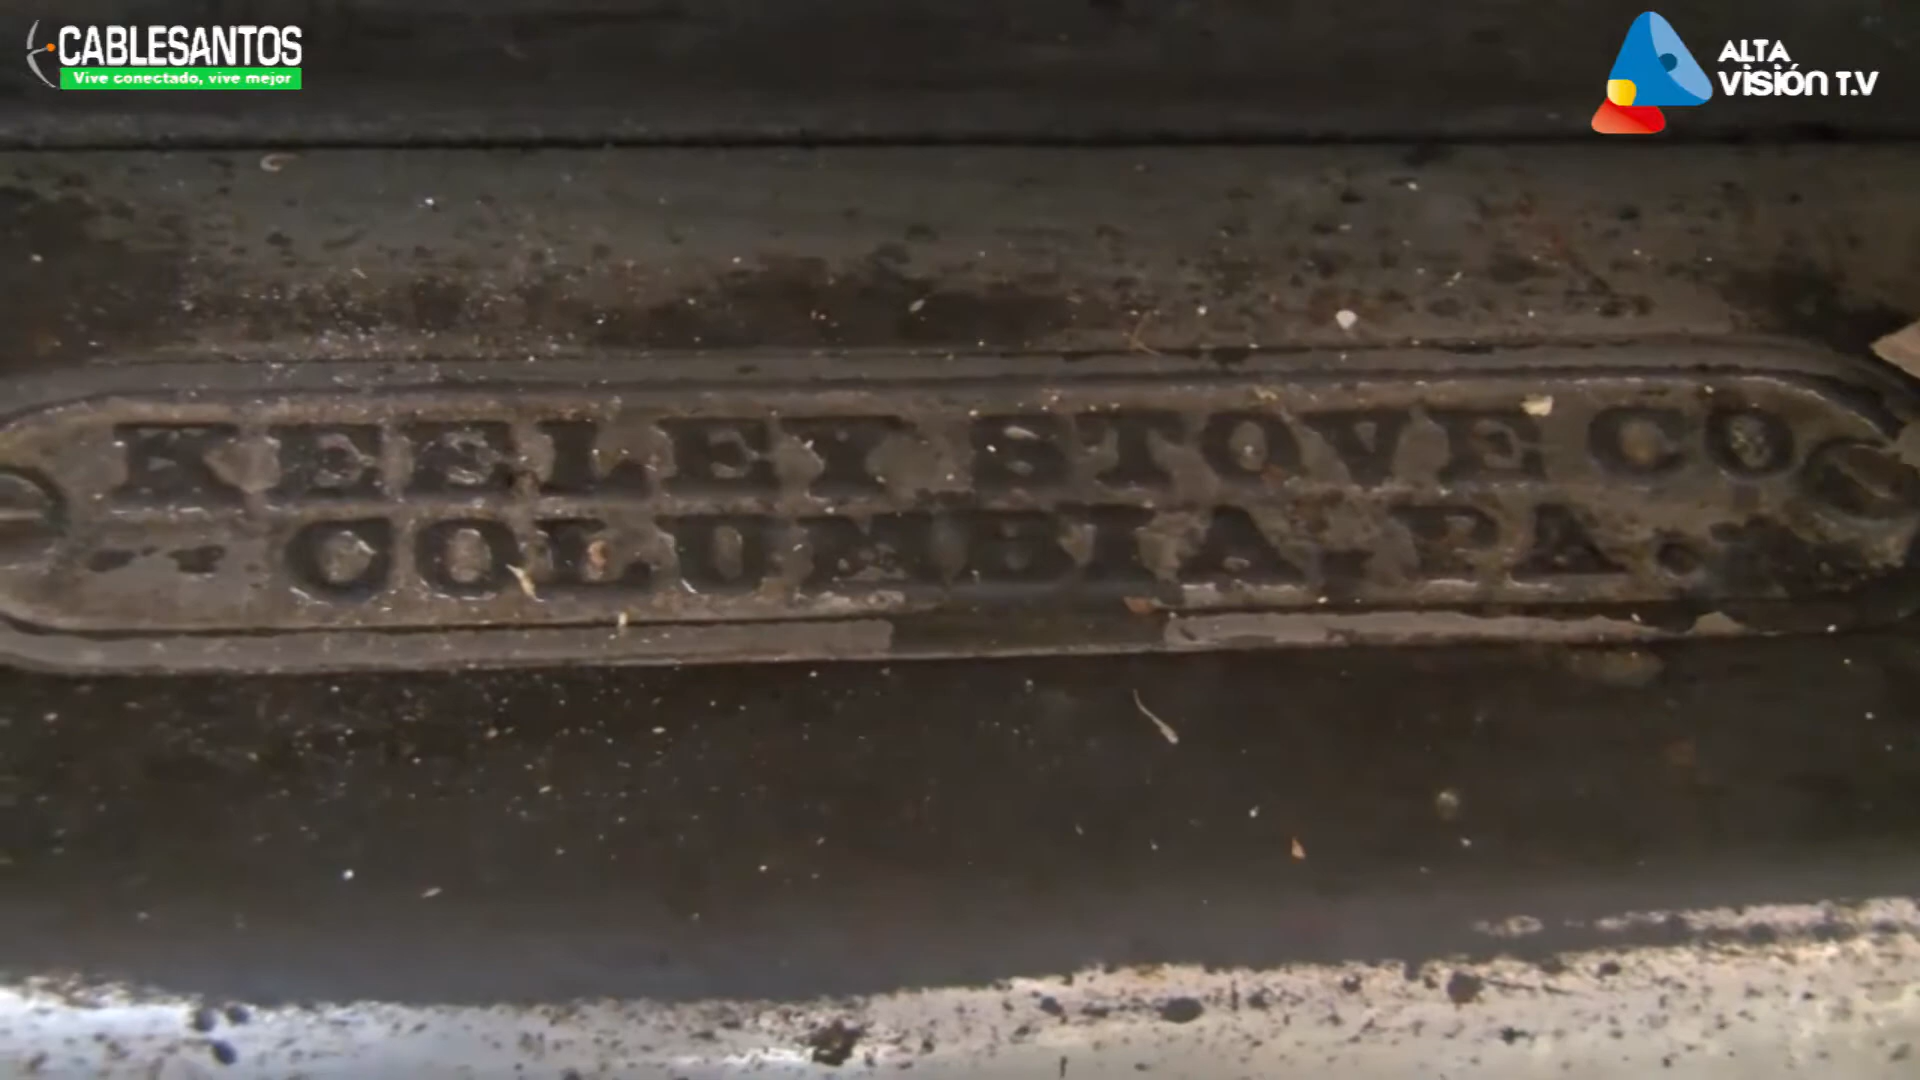 CABLESANTOS
Vive conectado, vive mejor
ALTA
VISIÓN T.V
KEELEY STOVE CO
COLUMBIA, PA.